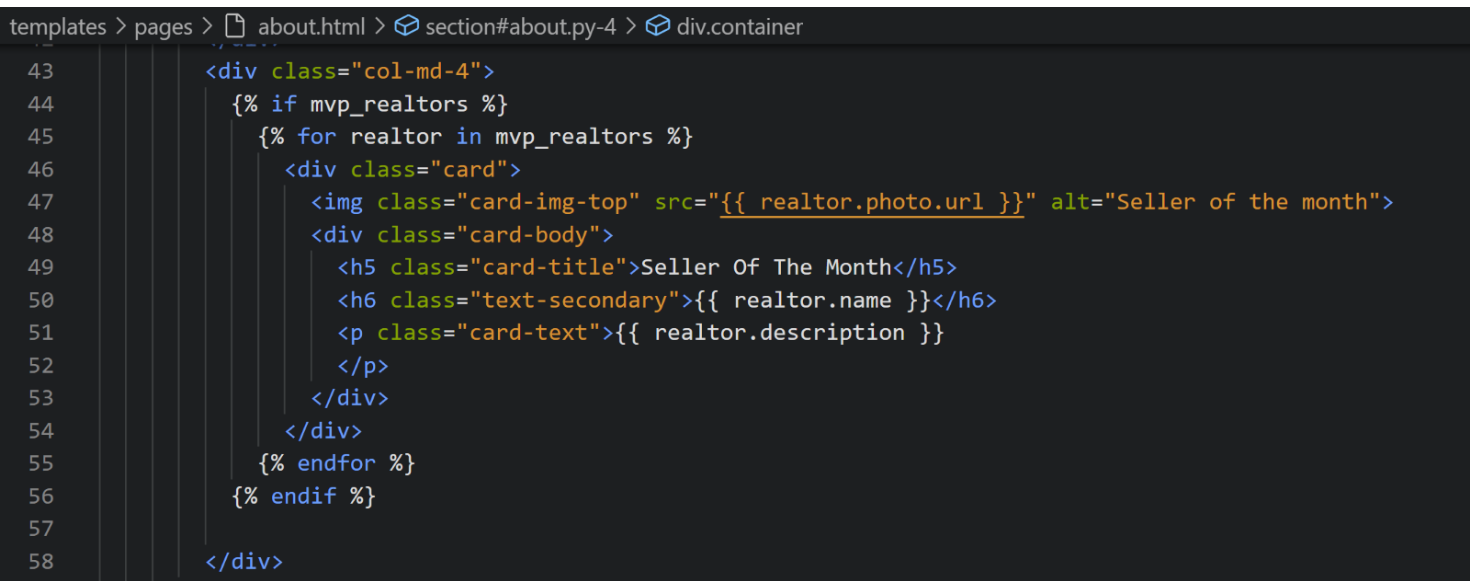 templates > pages > about.html > section#about.py-4 > div.container
43 <div class="col-md-4">
44 {% if mvp_realtors %}
45 {% for realtor in mvp_realtors %}
46 <div class="card">
47 <img class="card-img-top" src="{{ realtor.photo.url }}" alt="Seller of the month">
48 <div class="card-body">
49 <h5 class="card-title">Seller Of The Month</h5>
50 <h6 class="text-secondary">{{ realtor.name }}</h6>
51 <p class="card-text">{{ realtor.description }}
52 </p>
53 </div>
54 </div>
55 {% endfor %}
56 {% endif %}
57
58 </div>